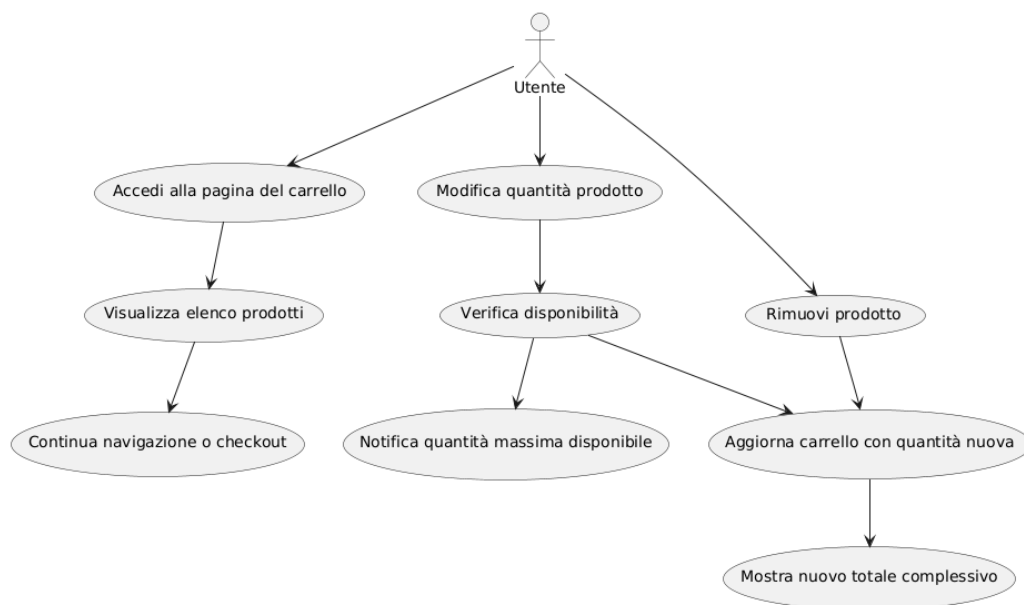 Utente
Accedi alla pagina del carrello
Modifica quantità prodotto
Visualizza elenco prodotti
Verifica disponibilità
Rimuovi prodotto
Continua navigazione o checkout
Notifica quantità massima disponibile
Aggiorna carrello con quantità nuova
Mostra nuovo totale complessivo